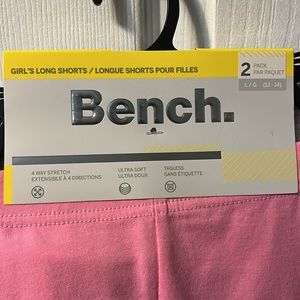 GIRL'S LONG SHORTS / LONGUE SHORTS POUR FILLES
2 PACK
PAR PAQUET
L / G (12 - 14)
Bench.
4 WAY STRETCH
EXTENSIBLE À 4 DIRECTIONS
ULTRA SOFT
ULTRA DOUX
TAGLESS
SANS ÉTIQUETTE